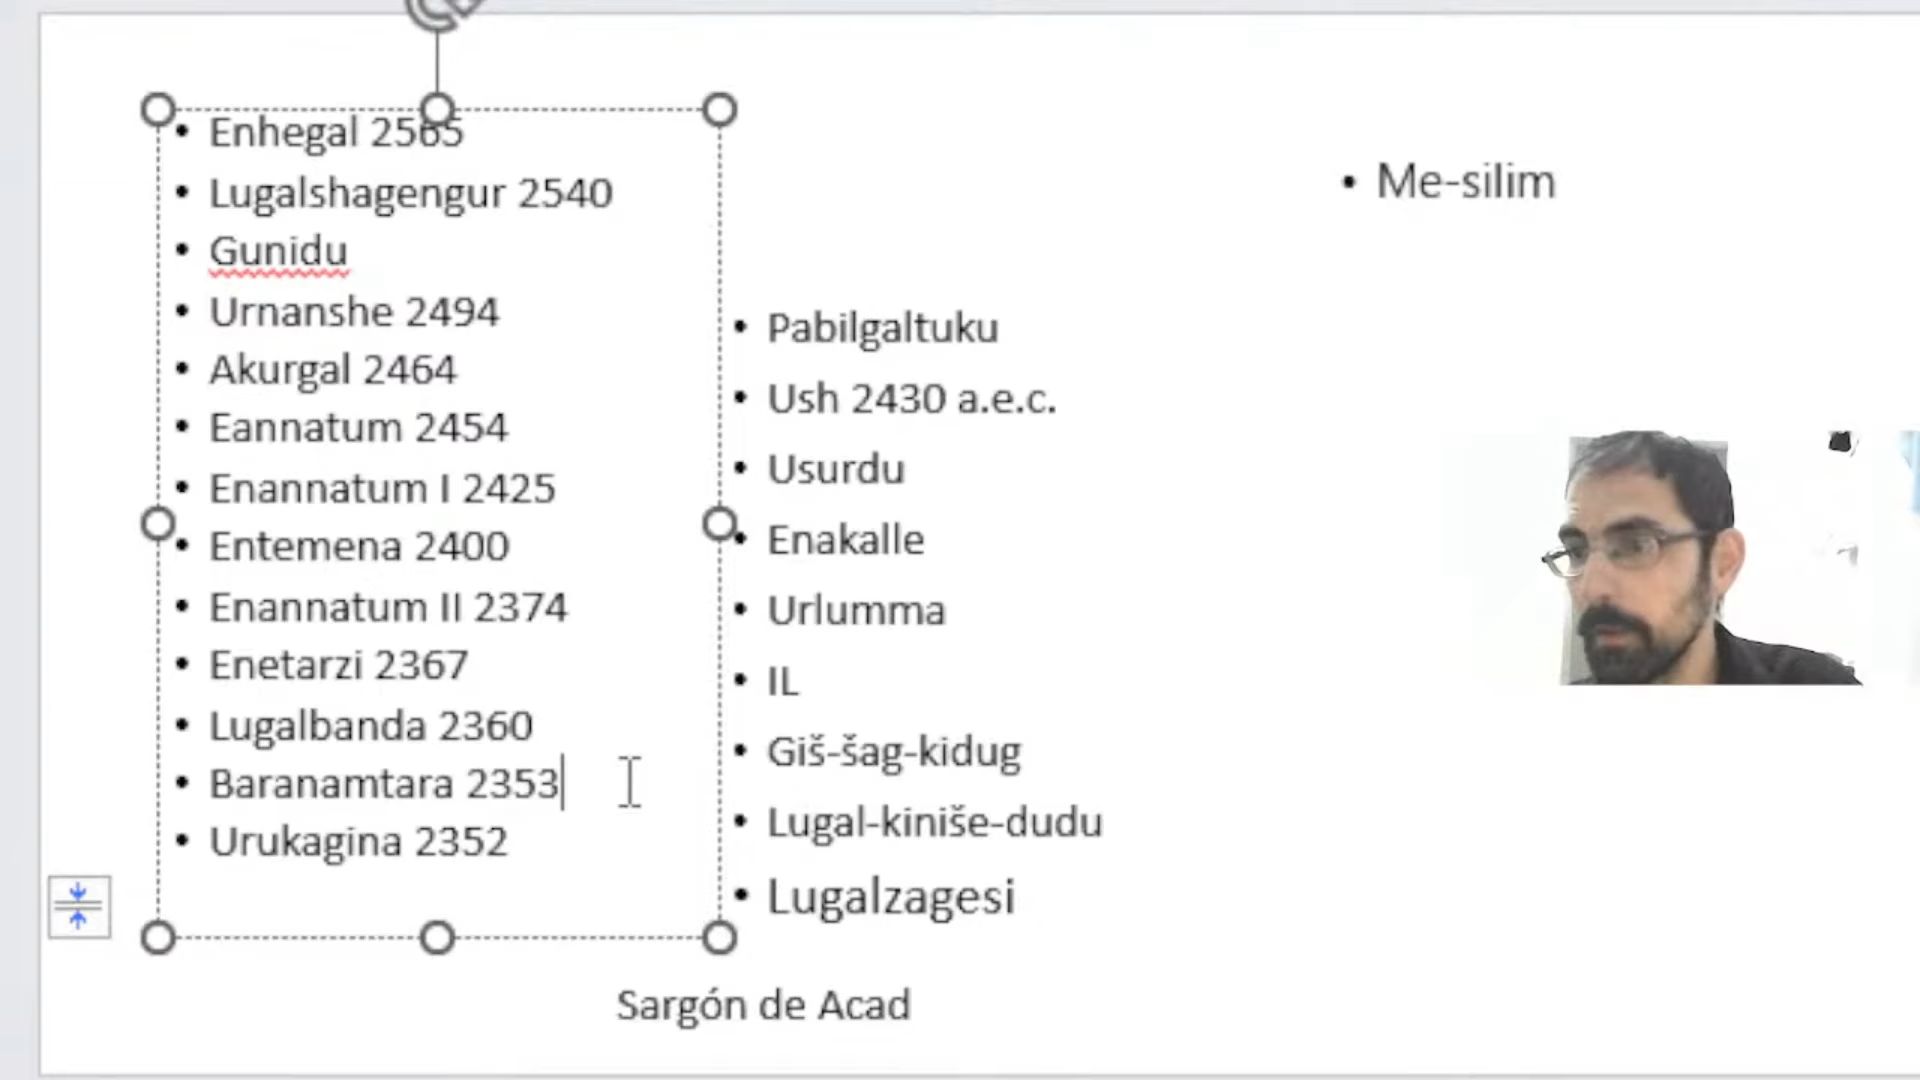 • Enhegal 2565
• Lugalshagengur 2540
• Gunidu
• Urnanshe 2494
• Akurgal 2464
• Eannatum 2454
• Enannatum I 2425
• Entemena 2400
• Enannatum II 2374
• Enetarzi 2367
• Lugalbanda 2360
• Baranamtara 2353
• Urukagina 2352
• Pabilgaltuku
• Ush 2430 a.e.c.
• Usurdu
• Enakalle
• Urlumma
• IL
• Giš-šag-kidug
• Lugal-kiniše-dudu
• Lugalzagesi
• Me-silim
Sargón de Acad